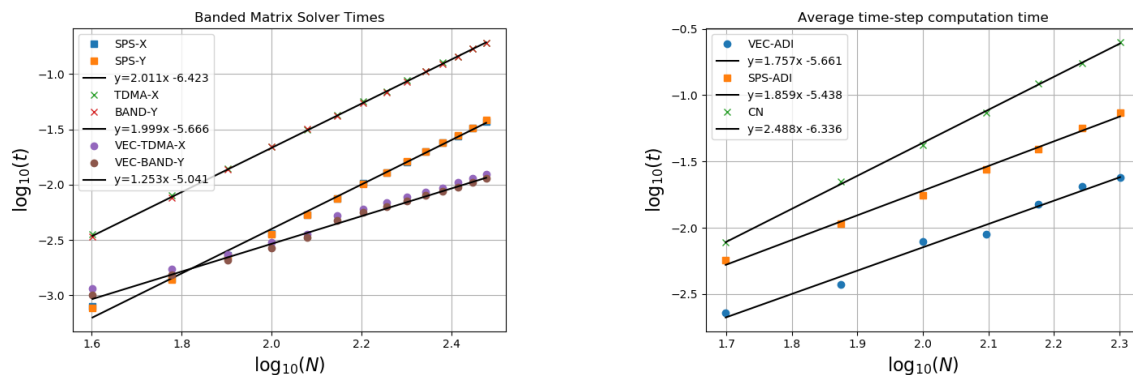 Banded Matrix Solver Times
SPS-X
SPS-Y
y=2.011x -6.423
TDMA-X
BAND-Y
y=1.999x -5.666
VEC-TDMA-X
VEC-BAND-Y
y=1.253x -5.041
log₁₀(t)
−1.0
−1.5
−2.0
−2.5
−3.0
1.6
1.8
2.0
2.2
2.4
log₁₀(N)
Average time-step computation time
VEC-ADI
y=1.757x -5.661
SPS-ADI
y=1.859x -5.438
CN
y=2.488x -6.336
log₁₀(t)
−0.5
−1.0
−1.5
−2.0
−2.5
1.7
1.8
1.9
2.0
2.1
2.2
2.3
log₁₀(N)